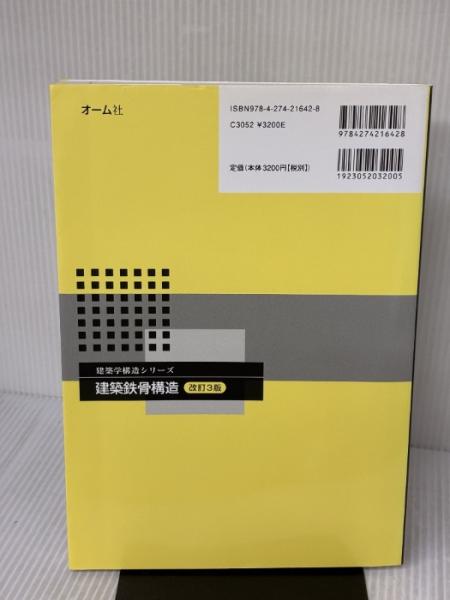 オーム社
ISBN978-4-274-21642-8
C3052 ¥3200E
定価(本体3200円【税別】)
9784274216428
1923052032005
建築学構造シリーズ
建築鉄骨構造 改訂3版